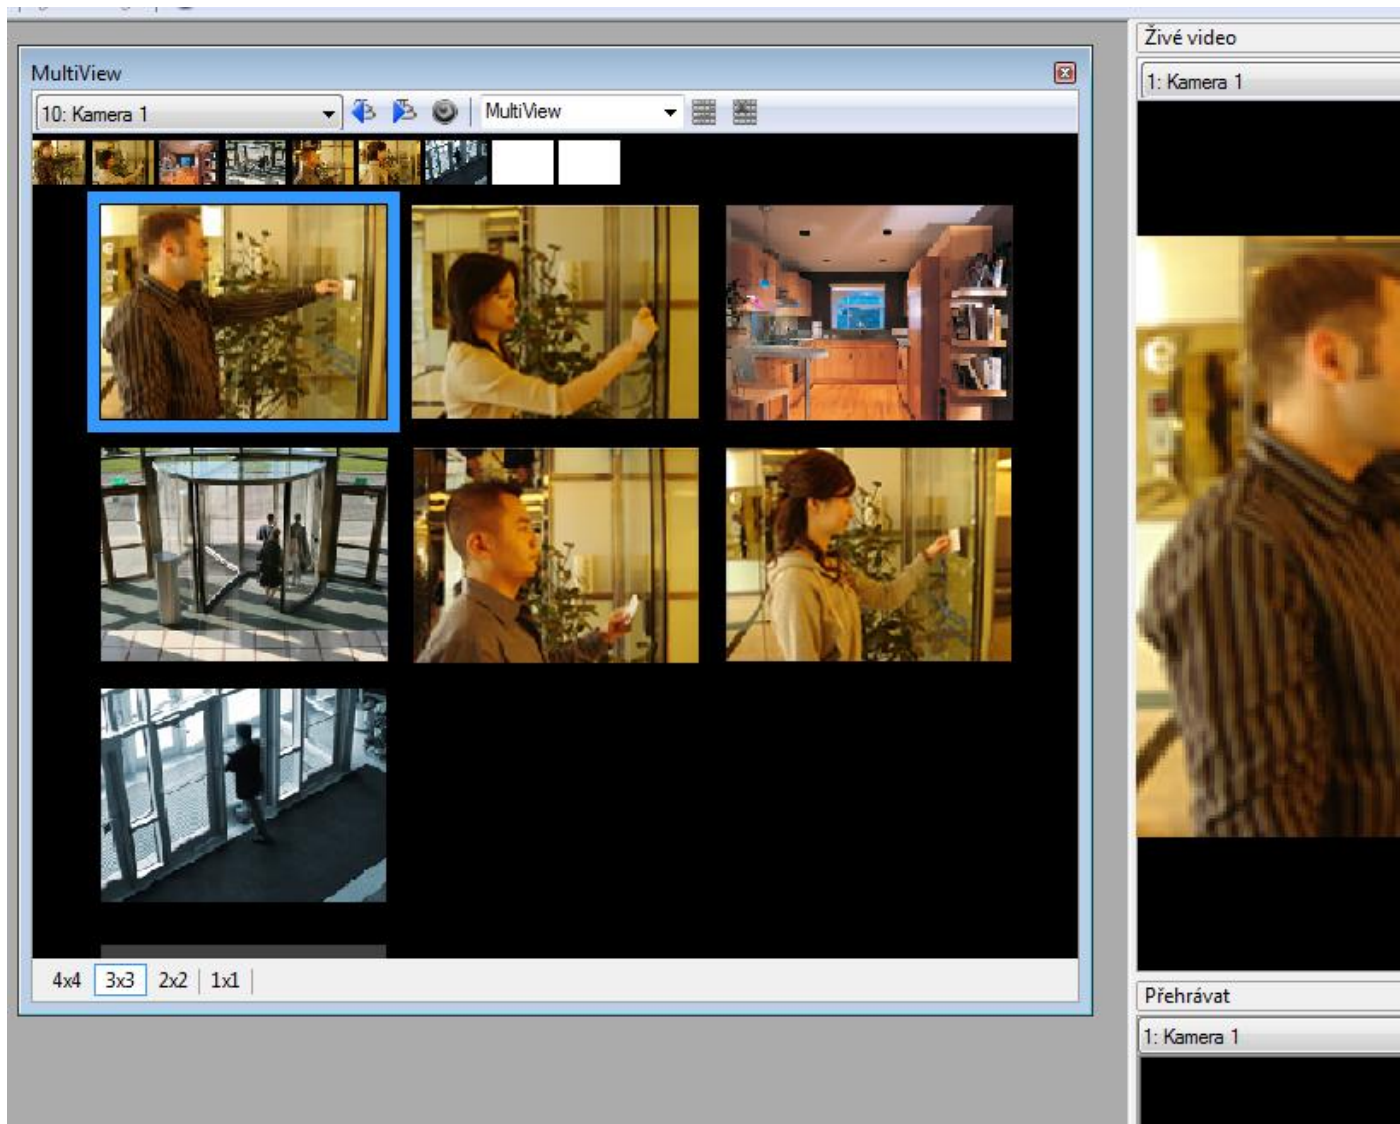 MultiView
10: Kamera 1
MultiView
4x4
3x3
2x2
1x1
Živé video
1: Kamera 1
Přehrávat
1: Kamera 1